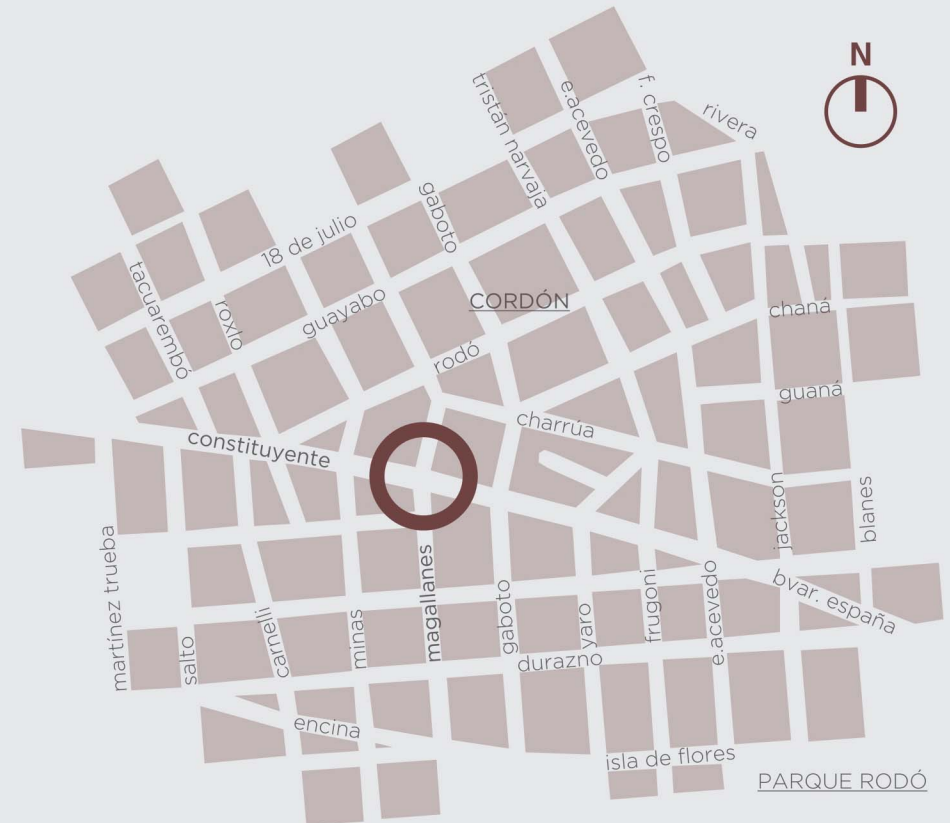 N
tristán narvaja
e.acevedo
f. crespo
rivera
gaboto
18 de julio
tacuarembó
roxlo
guayabo
CORDÓN
chaná
rodó
guaná
charrúa
constituyente
jackson
blanes
martínez trueba
salto
carnelli
minas
magallanes
gaboto
yaro
frugoni
e.acevedo
bvar. españa
durazno
encina
isla de flores
PARQUE RODÓ